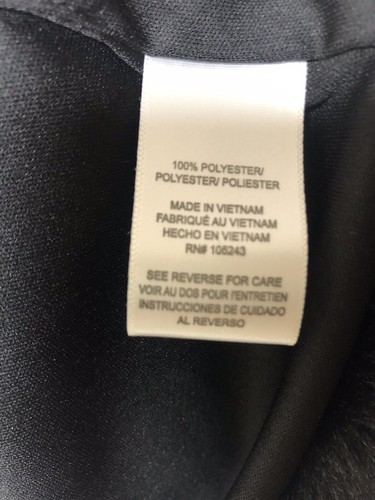 100% POLYESTER/
POLYESTER/ POLIESTER
MADE IN VIETNAM
FABRIQUÉ AU VIETNAM
HECHO EN VIETNAM
RN# 105243
SEE REVERSE FOR CARE
VOIR AU DOS POUR l'ENTRETIEN
INSTRUCCIONES DE CUIDADO
AL REVERSO